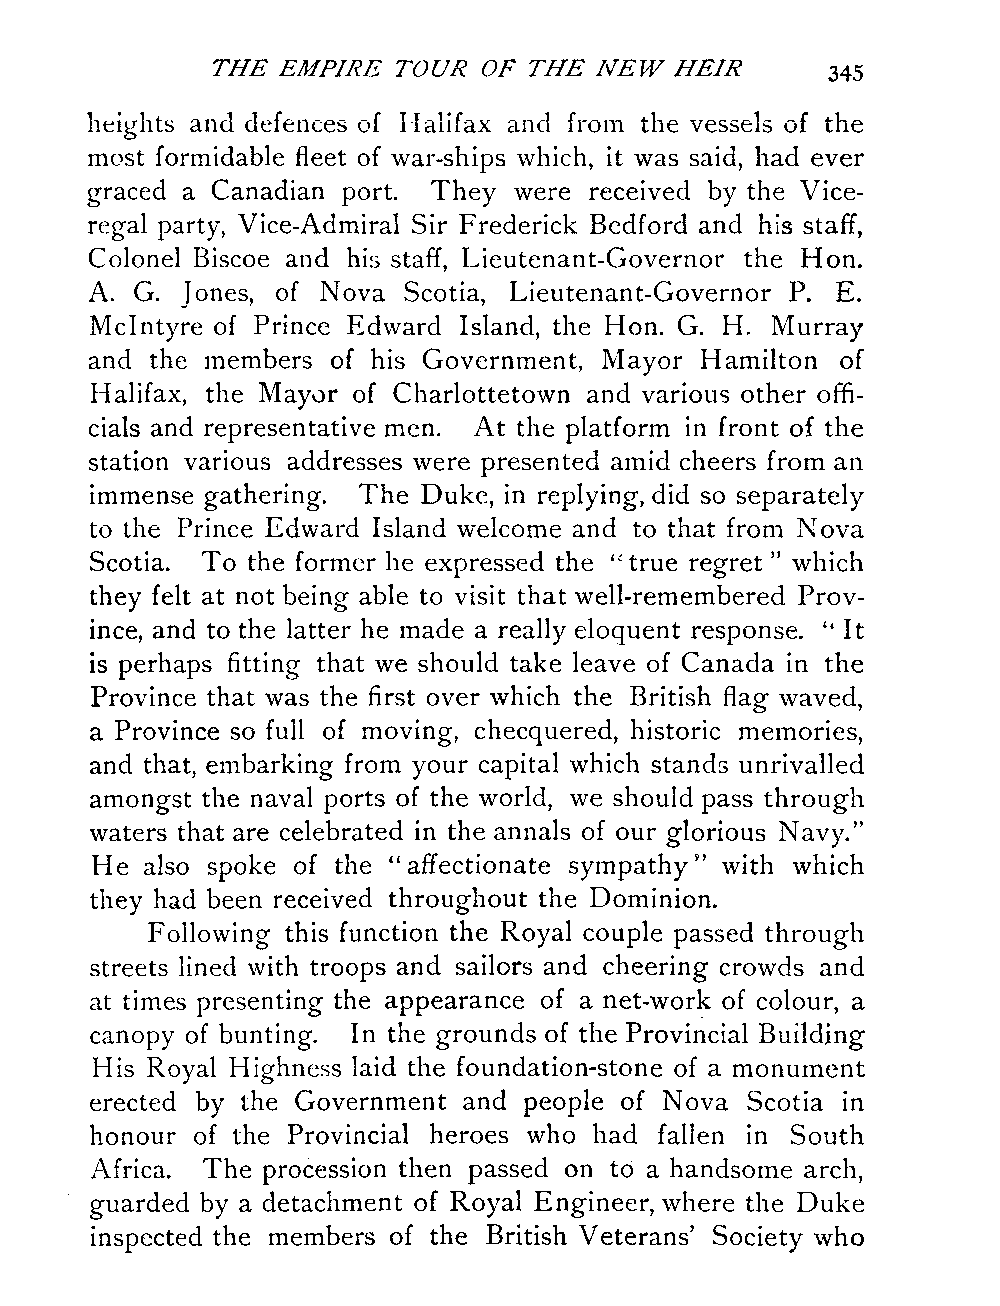 THE EMPIRE TOUR OF THE NEW HEIR 345
heights and defences of Halifax and from the vessels of the
most formidable fleet of war-ships which, it was said, had ever
graced a Canadian port. They were received by the Vice-
regal party, Vice-Admiral Sir Frederick Bedford and his staff,
Colonel Biscoe and his staff, Lieutenant-Governor the Hon.
A. G. Jones, of Nova Scotia, Lieutenant-Governor P. E.
McIntyre of Prince Edward Island, the Hon. G. H. Murray
and the members of his Government, Mayor Hamilton of
Halifax, the Mayor of Charlottetown and various other offi-
cials and representative men. At the platform in front of the
station various addresses were presented amid cheers from an
immense gathering. The Duke, in replying, did so separately
to the Prince Edward Island welcome and to that from Nova
Scotia. To the former he expressed the “true regret” which
they felt at not being able to visit that well-remembered Prov-
ince, and to the latter he made a really eloquent response. “It
is perhaps fitting that we should take leave of Canada in the
Province that was the first over which the British flag waved,
a Province so full of moving, checquered, historic memories,
and that, embarking from your capital which stands unrivalled
amongst the naval ports of the world, we should pass through
waters that are celebrated in the annals of our glorious Navy.”
He also spoke of the “affectionate sympathy” with which
they had been received throughout the Dominion.
Following this function the Royal couple passed through
streets lined with troops and sailors and cheering crowds and
at times presenting the appearance of a net-work of colour, a
canopy of bunting. In the grounds of the Provincial Building
His Royal Highness laid the foundation-stone of a monument
erected by the Government and people of Nova Scotia in
honour of the Provincial heroes who had fallen in South
Africa. The procession then passed on to a handsome arch,
guarded by a detachment of Royal Engineer, where the Duke
inspected the members of the British Veterans’ Society who